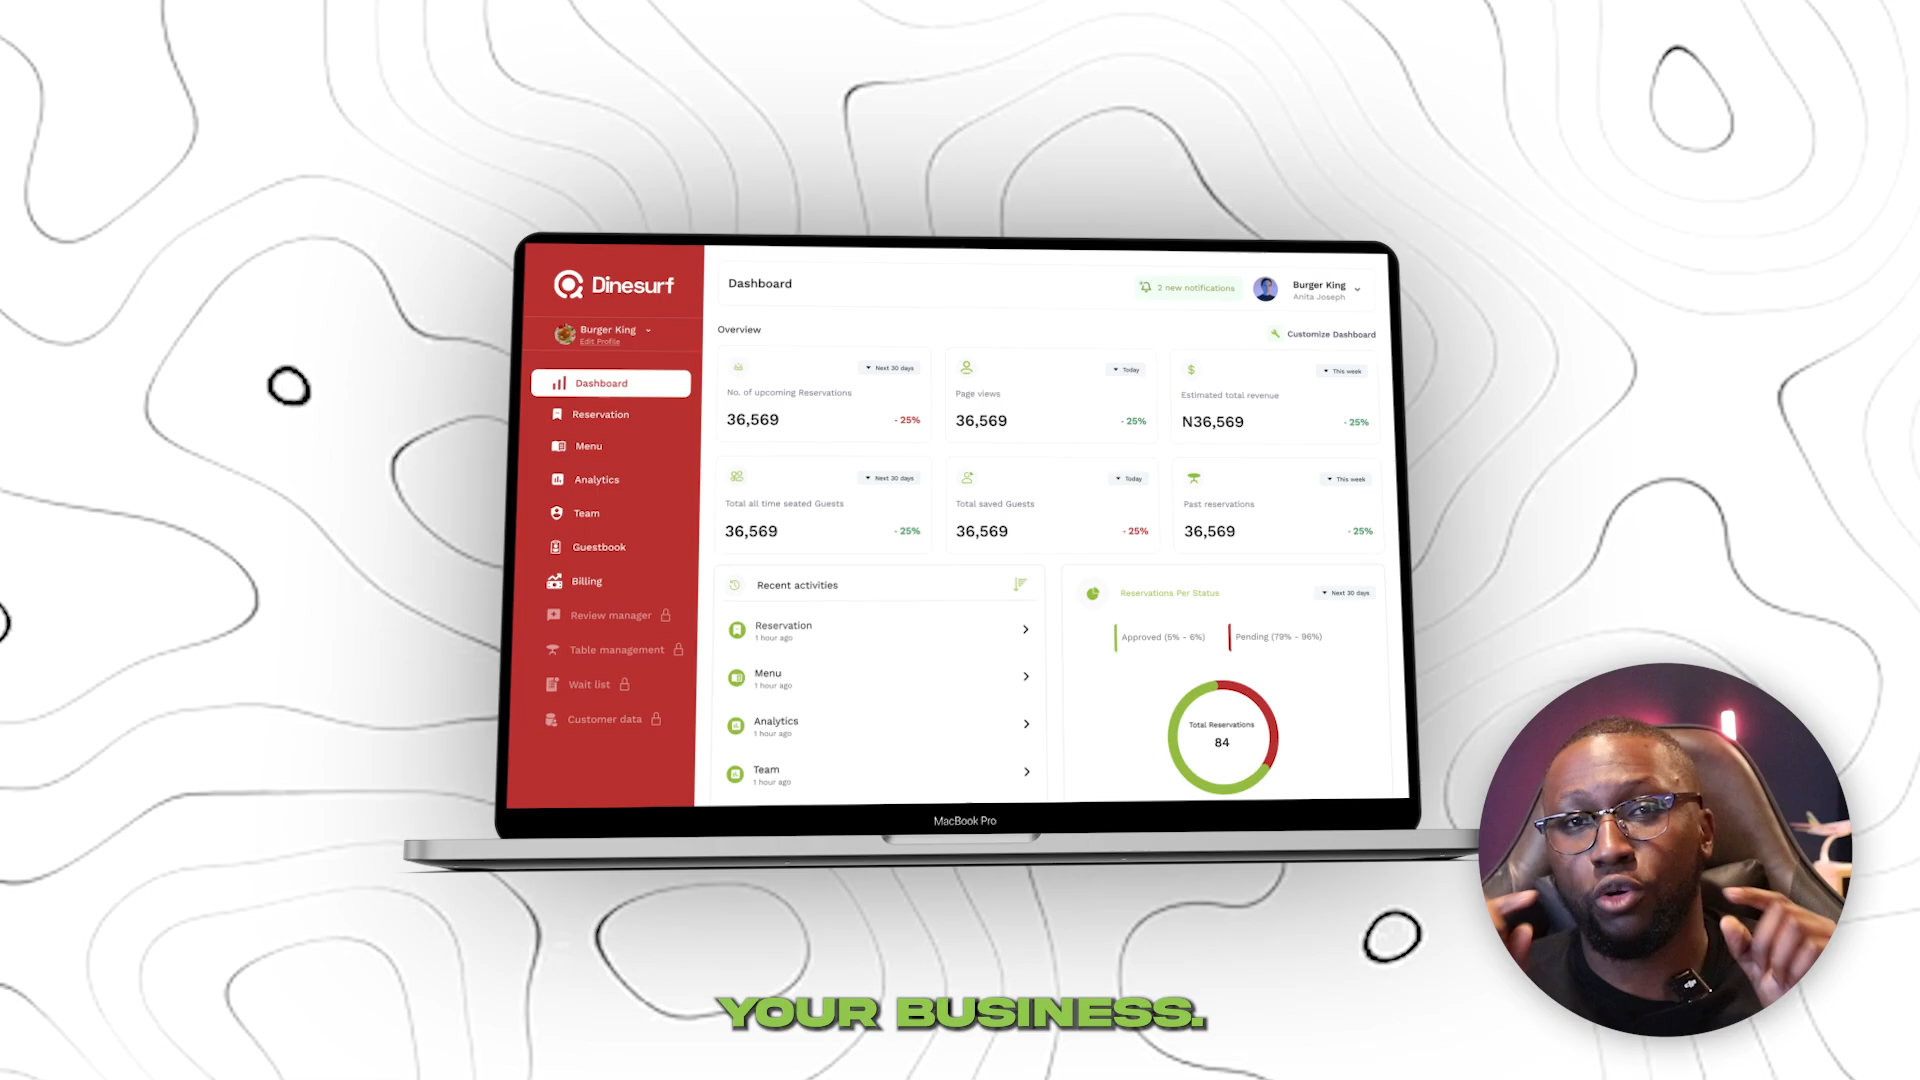 Dinesurf
Burger King
Edit Profile
Dashboard
Reservation
Menu
Analytics
Team
Guestbook
Billing
Review manager
Table management
Wait list
Customer data
Dashboard
2 new notifications
Burger King
Anita Joseph
Overview
Customize Dashboard
Next 30 days
No. of upcoming Reservations
36,569
- 25%
Today
Page views
36,569
- 25%
$
This week
Estimated total revenue
N36,569
- 25%
Next 30 days
Total all time seated Guests
36,569
- 25%
Today
Total saved Guests
36,569
- 25%
This week
Past reservations
36,569
- 25%
Recent activities
Reservation
1 hour ago
Menu
1 hour ago
Analytics
1 hour ago
Team
1 hour ago
Reservations Per Status
Next 30 days
Approved (5% - 6%)
Pending (79% - 96%)
Total Reservations
84
MacBook Pro
dji
YOUR BUSINESS.